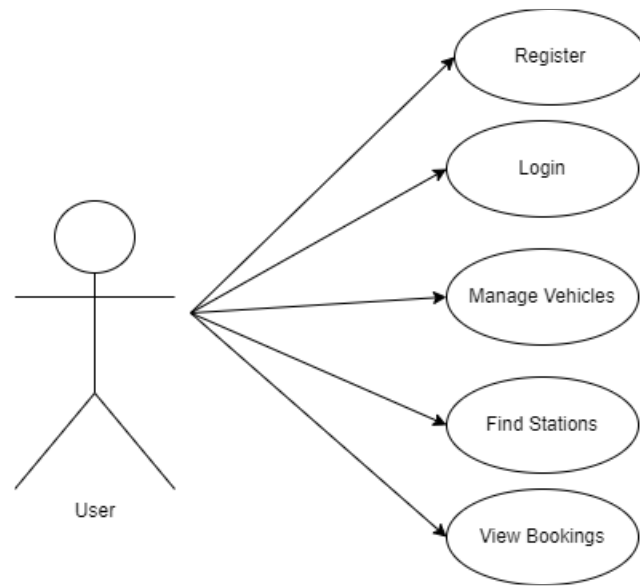 Register
Login
Manage Vehicles
Find Stations
View Bookings
User